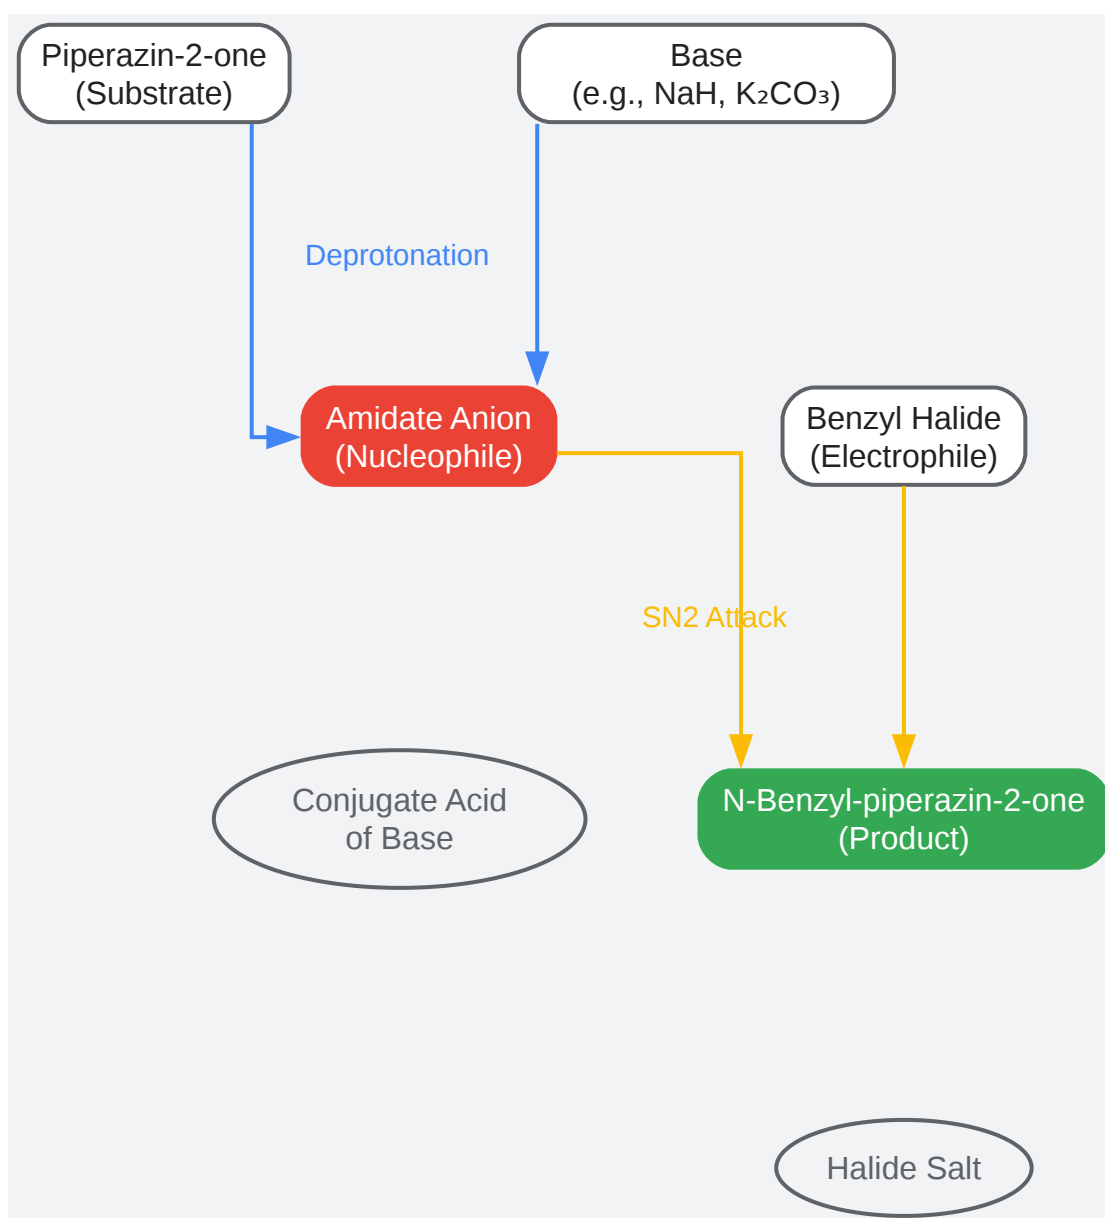 Piperazin-2-one
(Substrate)
Base
(e.g., NaH, K₂CO₃)
Deprotonation
Amidate Anion
(Nucleophile)
Benzyl Halide
(Electrophile)
SN2 Attack
Conjugate Acid
of Base
N-Benzyl-piperazin-2-one
(Product)
Halide Salt